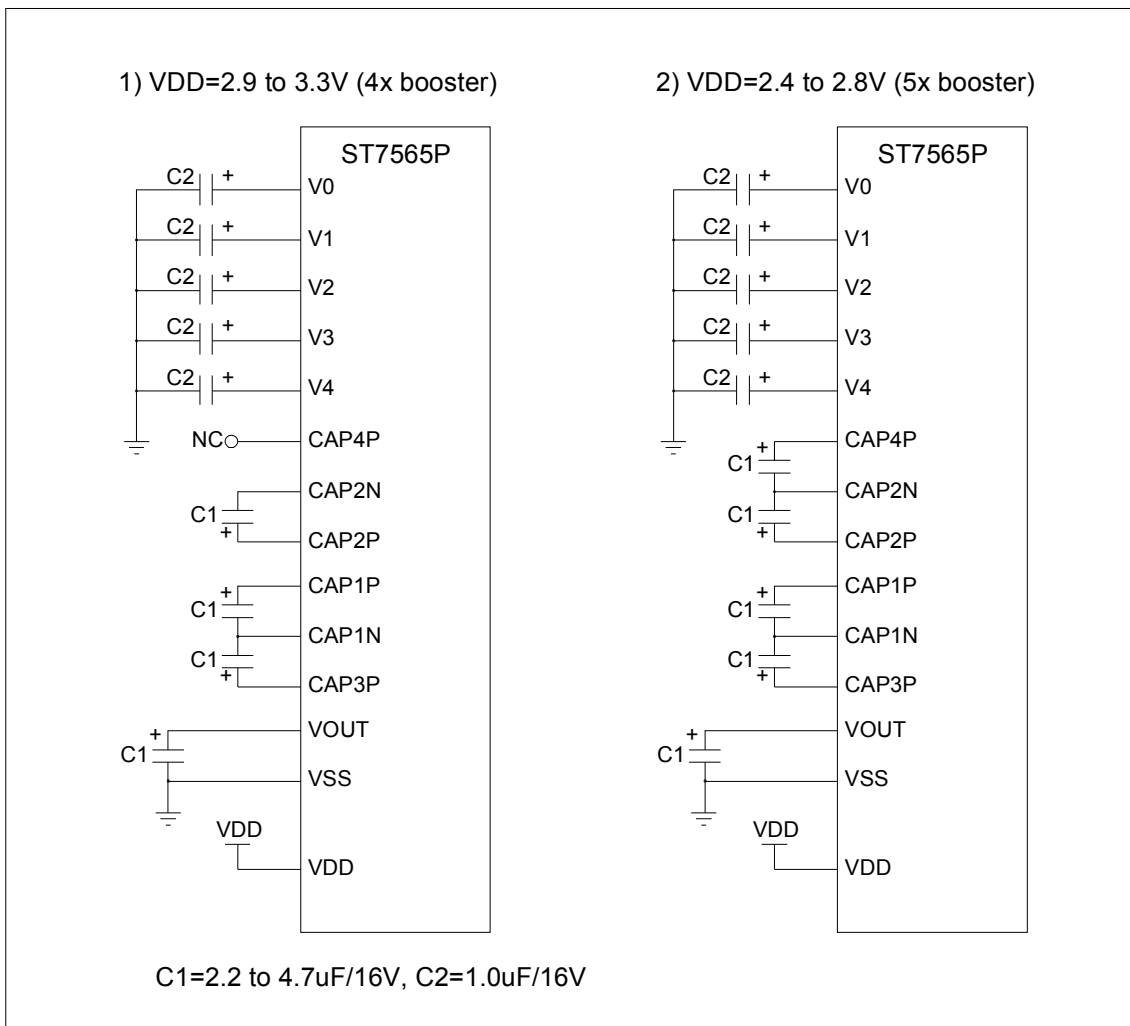 1) VDD=2.9 to 3.3V (4x booster)
ST7565P
C2 + V0
C2 + V1
C2 + V2
C2 + V3
C2 + V4
NC CAP4P
CAP2N
C1
+ CAP2P
+ CAP1P
C1
CAP1N
C1
+ CAP3P
VOUT
+
C1
VSS
VDD
VDD
2) VDD=2.4 to 2.8V (5x booster)
ST7565P
C2 + V0
C2 + V1
C2 + V2
C2 + V3
C2 + V4
CAP4P
+
C1
CAP2N
C1
+ CAP2P
+ CAP1P
C1
CAP1N
C1
+ CAP3P
VOUT
+
C1
VSS
VDD
VDD
C1=2.2 to 4.7uF/16V, C2=1.0uF/16V